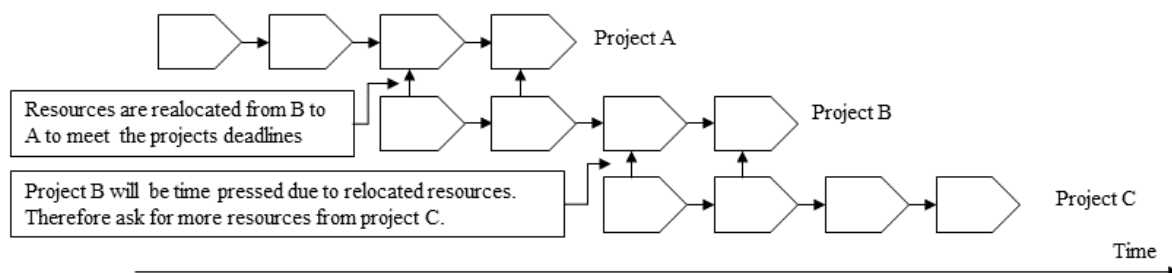 Project A
Resources are realocated from B to
A to meet the projects deadlines
Project B
Project B will be time pressed due to relocated resources.
Therefore ask for more resources from project C.
Project C
Time